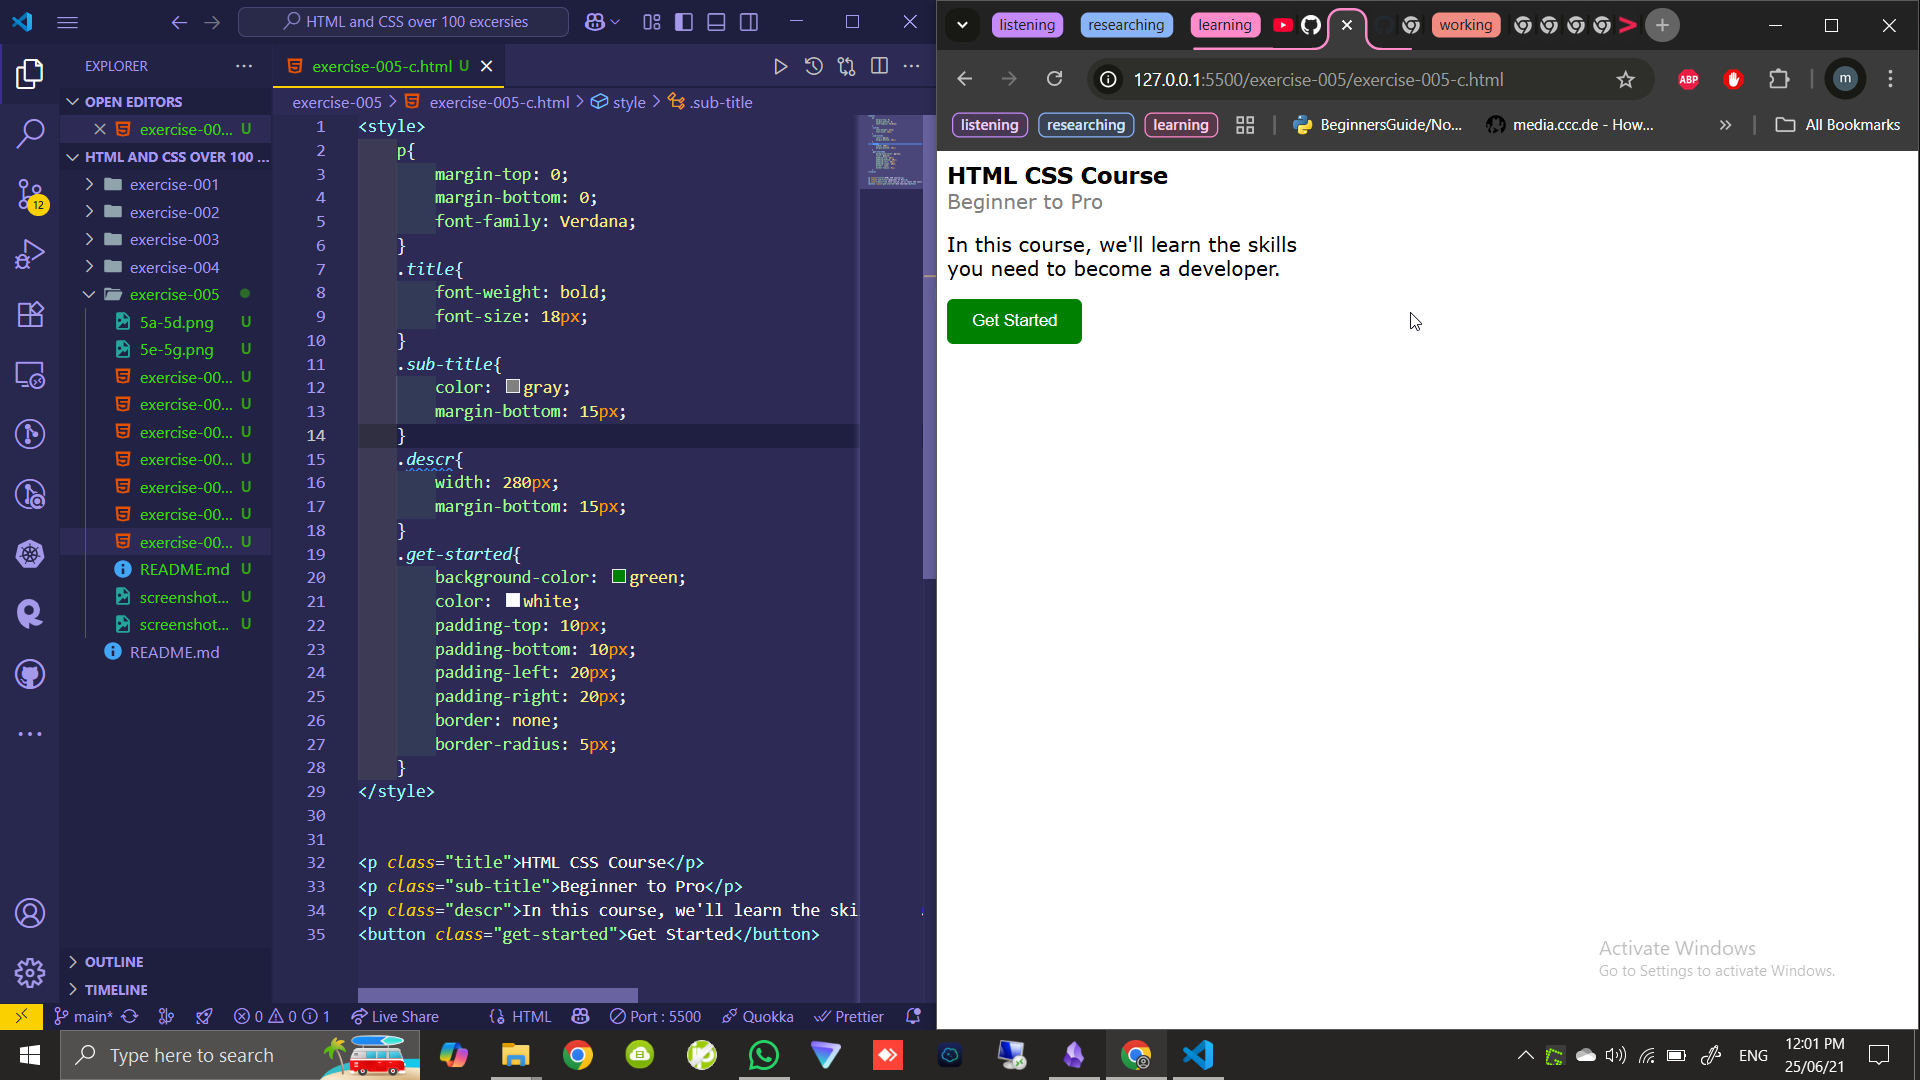 HTML and CSS over 100 excersies
EXPLORER
OPEN EDITORS
exercise-00... U
HTML AND CSS OVER 100 ...
exercise-001
exercise-002
exercise-003
exercise-004
exercise-005
5a-5d.png U
5e-5g.png U
exercise-00... U
exercise-00... U
exercise-00... U
exercise-00... U
exercise-00... U
exercise-00... U
exercise-00... U
README.md U
screenshot... U
screenshot... U
README.md
OUTLINE
TIMELINE
12
exercise-005-c.html U
exercise-005 > exercise-005-c.html > style > .sub-title
1 <style>
2 p{
3 margin-top: 0;
4 margin-bottom: 0;
5 font-family: Verdana;
6 }
7 .title{
8 font-weight: bold;
9 font-size: 18px;
10 }
11 .sub-title{
12 color: gray;
13 margin-bottom: 15px;
14 }
15 .descr{
16 width: 280px;
17 margin-bottom: 15px;
18 }
19 .get-started{
20 background-color: green;
21 color: white;
22 padding-top: 10px;
23 padding-bottom: 10px;
24 padding-left: 20px;
25 padding-right: 20px;
26 border: none;
27 border-radius: 5px;
28 }
29 </style>
30
31
32 <p class="title">HTML CSS Course</p>
33 <p class="sub-title">Beginner to Pro</p>
34 <p class="descr">In this course, we'll learn the ski
35 <button class="get-started">Get Started</button>
main* 0 0 1 Live Share HTML Port : 5500 Quokka Prettier
listening researching learning working
127.0.0.1:5500/exercise-005/exercise-005-c.html
ABP
m
listening researching learning BeginnersGuide/No... media.ccc.de - How... All Bookmarks
HTML CSS Course
Beginner to Pro
In this course, we'll learn the skills
you need to become a developer.
Get Started
Activate Windows
Go to Settings to activate Windows.
Type here to search
ENG
12:01 PM
25/06/21